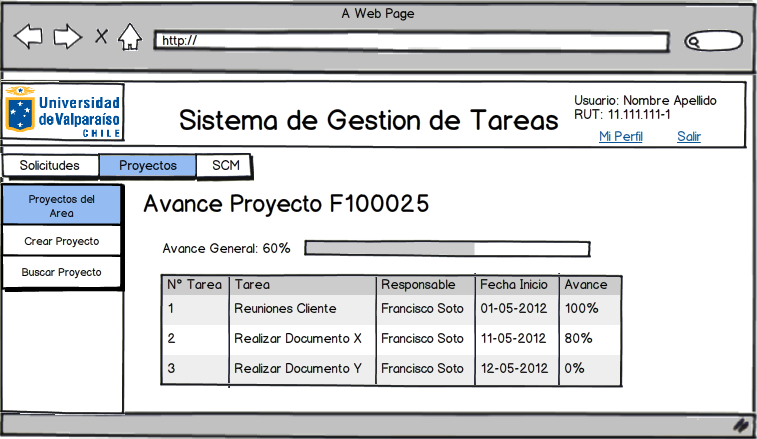 A Web Page
http://
Universidad
de Valparaíso
CHILE
Sistema de Gestion de Tareas
Usuario: Nombre Apellido
RUT: 11.111.111-1
Mi Perfil Salir
Solicitudes Proyectos SCM
Proyectos del
Area
Crear Proyecto
Buscar Proyecto
Avance Proyecto F100025
Avance General: 60%
N° Tarea Tarea Responsable Fecha Inicio Avance
1 Reuniones Cliente Francisco Soto 01-05-2012 100%
2 Realizar Documento X Francisco Soto 11-05-2012 80%
3 Realizar Documento Y Francisco Soto 12-05-2012 0%